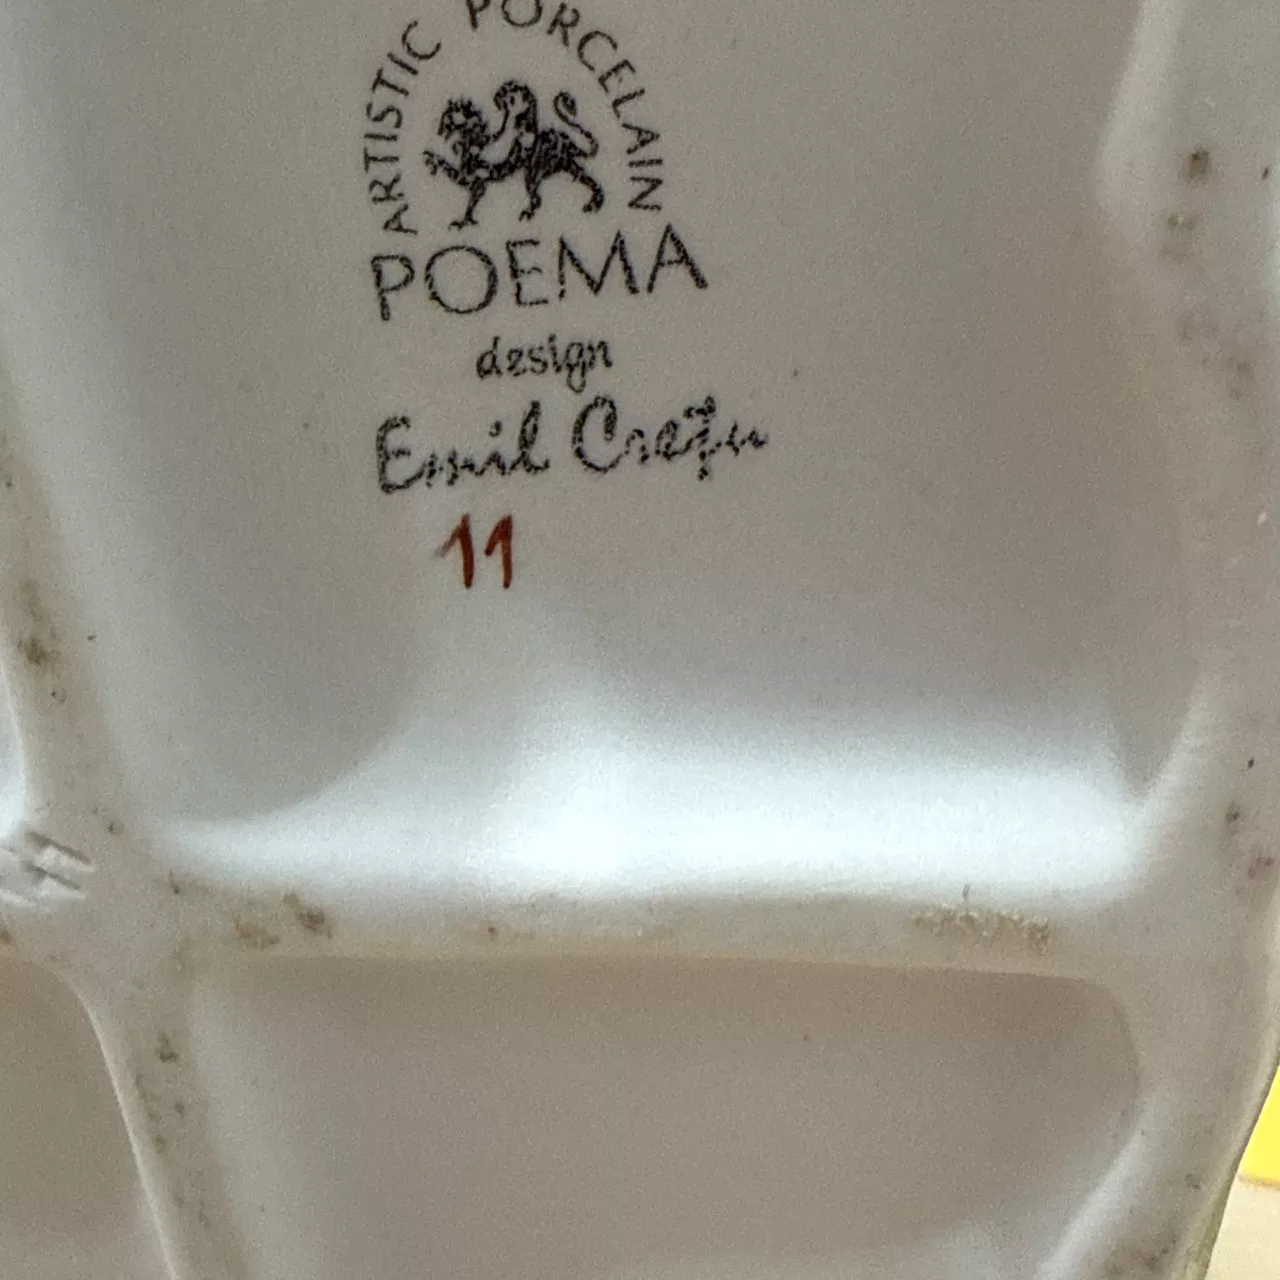 ARTISTIC PORCELAIN
POEMA
design
Emil Crețu
11